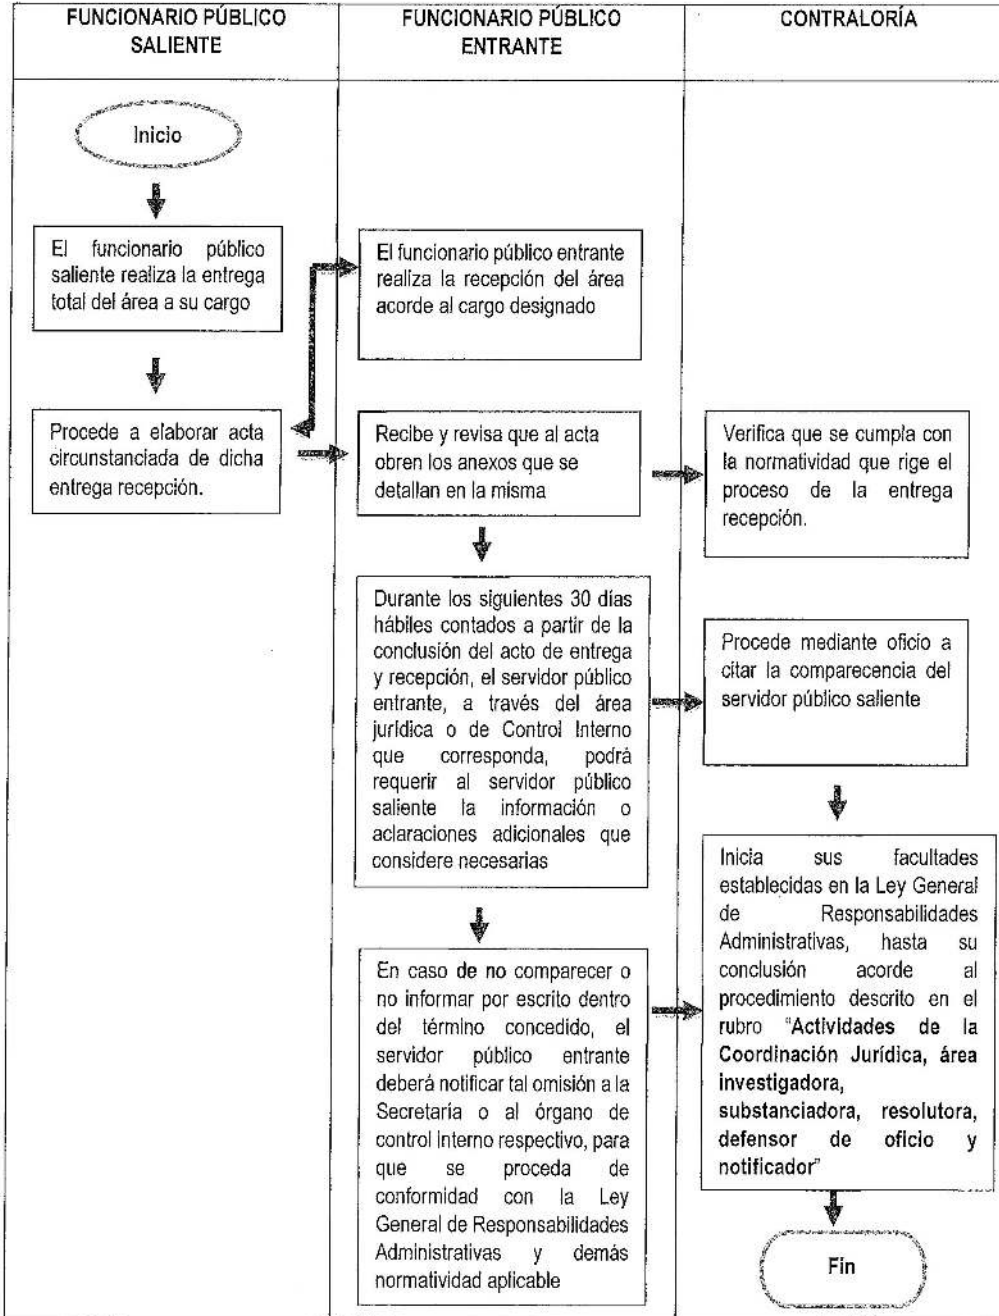 FUNCIONARIO PÚBLICO
SALIENTE
FUNCIONARIO PÚBLICO
ENTRANTE
CONTRALORÍA
Inicio
El funcionario público
saliente realiza la entrega
total del área a su cargo
El funcionario público entrante
realiza la recepción del área
acorde al cargo designado
Procede a elaborar acta
circunstanciada de dicha
entrega recepción.
Recibe y revisa que al acta
obren los anexos que se
detallan en la misma
Verifica que se cumpla con
la normatividad que rige el
proceso de la entrega
recepción.
Durante los siguientes 30 días
hábiles contados a partir de la
conclusión del acto de entrega
y recepción, el servidor público
entrante, a través del área
jurídica o de Control Interno
que corresponda, podrá
requerir al servidor público
saliente la información o
aclaraciones adicionales que
considere necesarias
Procede mediante oficio a
citar la comparecencia del
servidor público saliente
En caso de no comparecer o
no informar por escrito dentro
del término concedido, el
servidor público entrante
deberá notificar tal omisión a la
Secretaría o al órgano de
control Interno respectivo, para
que se proceda de
conformidad con la Ley
General de Responsabilidades
Administrativas y demás
normatividad aplicable
Inicia sus facultades
establecidas en la Ley General
de Responsabilidades
Administrativas, hasta su
conclusión acorde al
procedimiento descrito en el
rubro "Actividades de la
Coordinación Jurídica, área
investigadora,
substanciadora, resolutora,
defensor de oficio y
notificador"
Fin